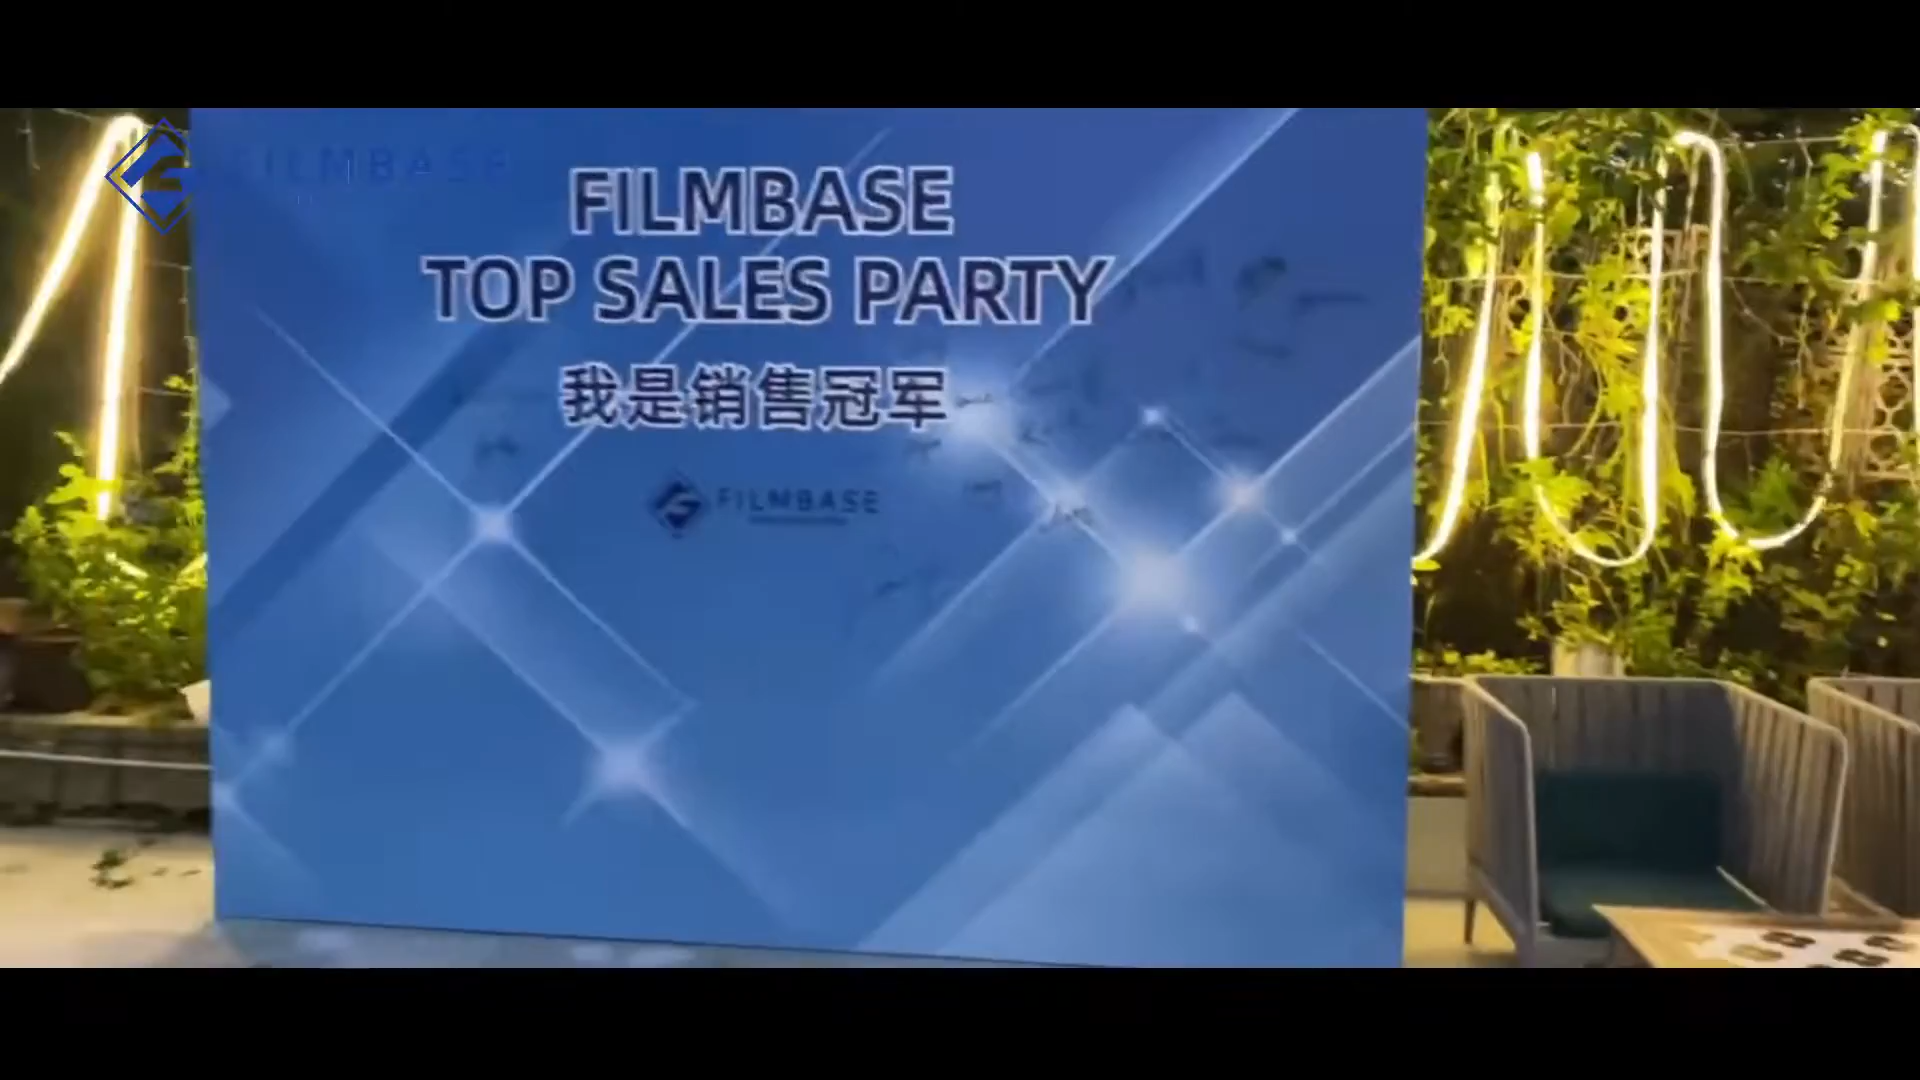 FILMBASE
FILMBASE
TOP SALES PARTY
我是销售冠军
FILMBASE